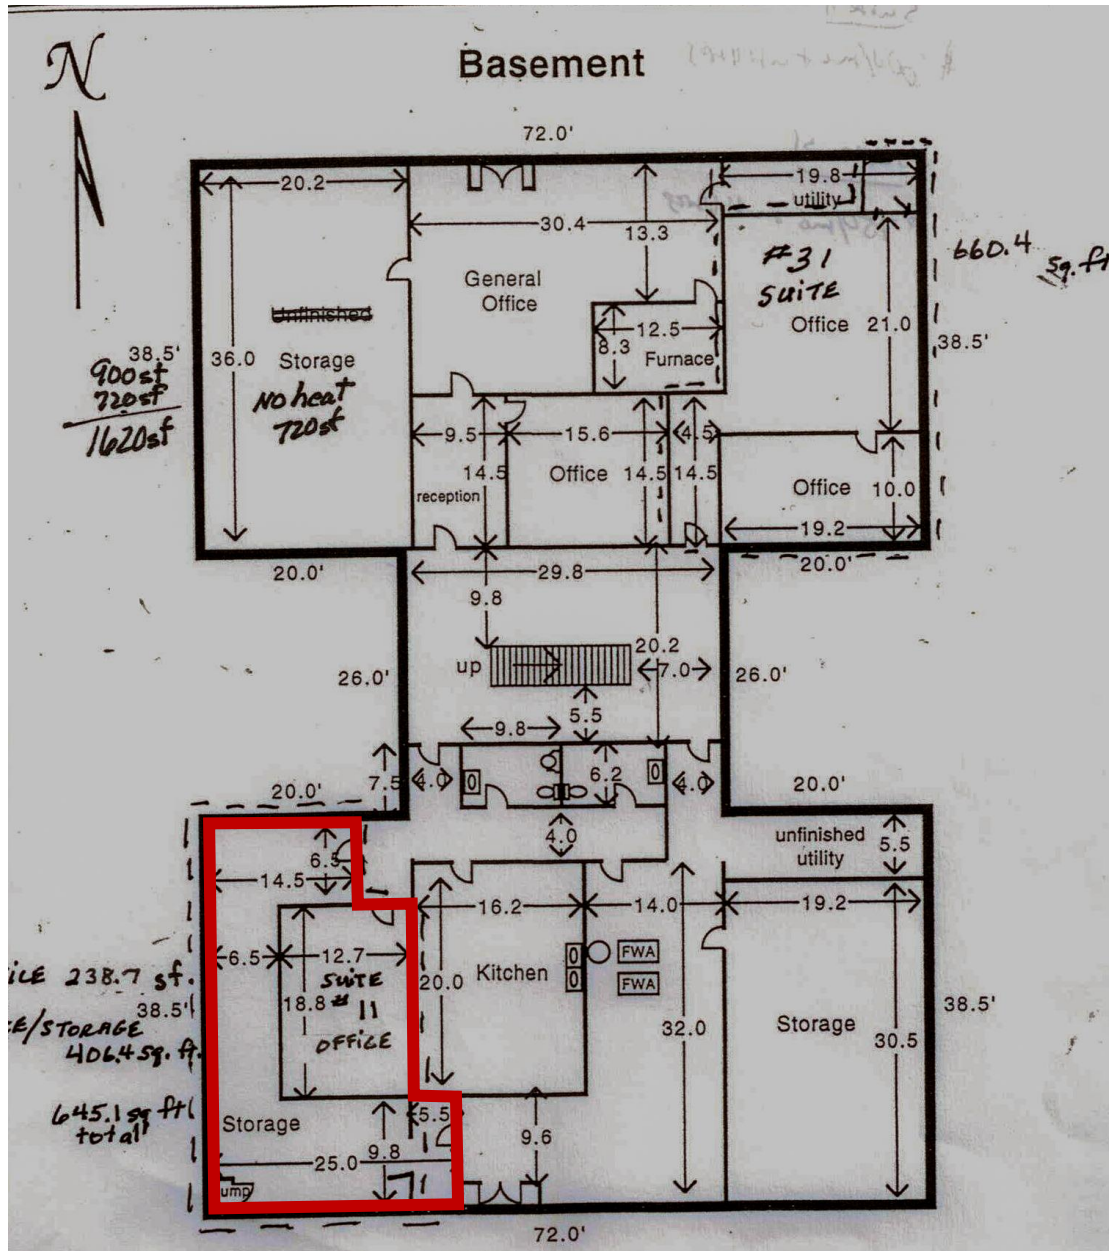 N
Basement
72.0'
20.2
19.8
utility
30.4
13.3
General
Office
#31
SUITE
Office
21.0
660.4
sq.ft
38.5'
12.5
8.3
Furnace
Unfinished
Storage
36.0
No heat
720sf
38.5'
900sf
720sf
1620sf
9.5
15.6
4.5
14.5
Office
14.5
14.5
reception
Office
10.0
19.2
20.0'
29.8
20.0'
9.8
up
20.2
7.0
26.0'
26.0'
5.5
9.8
7.5
4.0
6.2
4.0
20.0'
20.0'
4.0
unfinished
utility
5.5
6.5
14.5
16.2
14.0
19.2
6.5
12.7
SUITE
# 11
OFFICE
18.8
20.0
Kitchen
FWA
FWA
ICE 238.7 sf.
38.5'
CE/STORAGE
406.4 sq. ft.
645.1 sq ft
total
32.0
Storage
30.5
38.5'
Storage
5.5
9.8
9.6
25.0
ump
72.0'